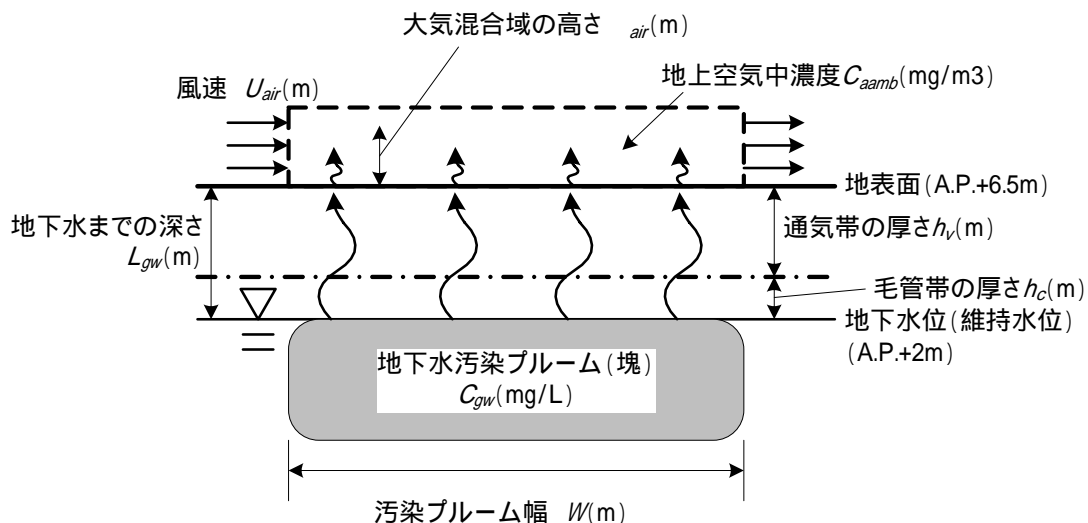 大気混合域の高さ air(m)
地上空気中濃度Caamb(mg/m3)
風速 Uair(m)
地表面(A.P.+6.5m)
地下水までの深さ
Lgw(m)
通気帯の厚さhv(m)
毛管帯の厚さhc(m)
地下水位(維持水位)
(A.P.+2m)
地下水汚染プルーム(塊)
Cgw(mg/L)
汚染プルーム幅 W(m)